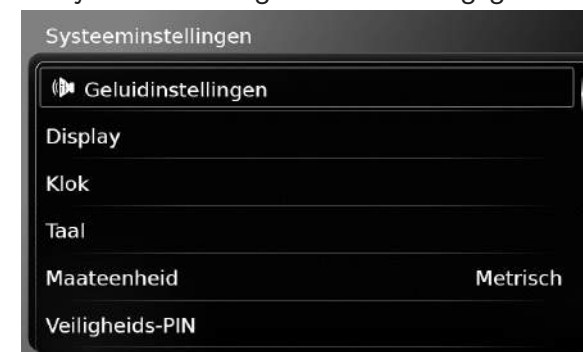 Systeeminstellingen
Geluidinstellingen
Display
Klok
Taal
Maateenheid Metrisch
Veiligheids-PIN